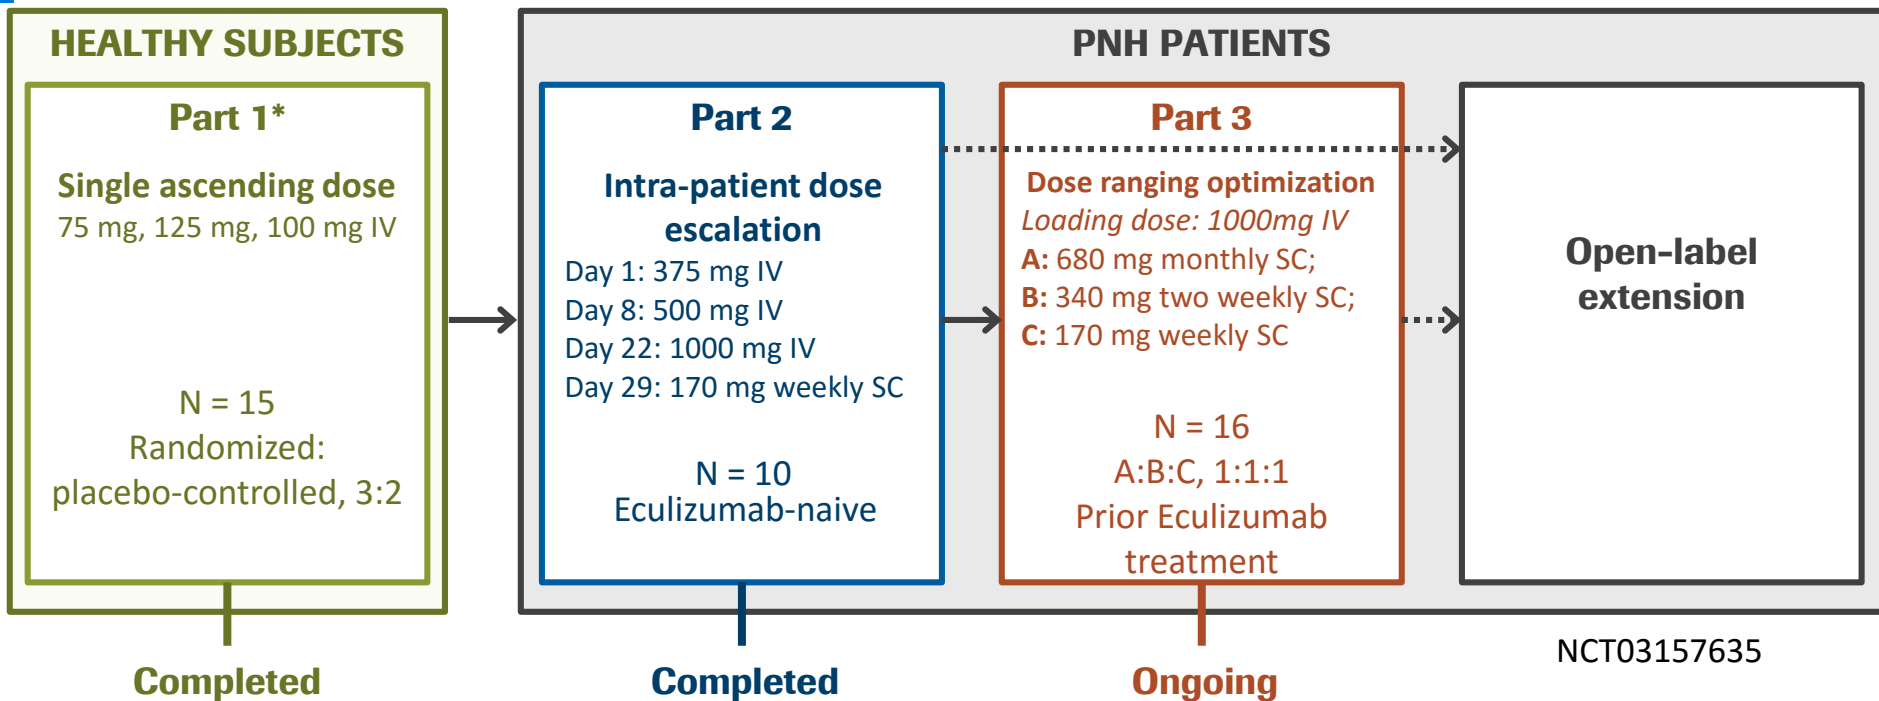 HEALTHY SUBJECTS
Part 1*
Single ascending dose
75 mg, 125 mg, 100 mg IV
N = 15
Randomized:
placebo-controlled, 3:2
Completed
PNH PATIENTS
Part 2
Intra-patient dose
escalation
Day 1: 375 mg IV
Day 8: 500 mg IV
Day 22: 1000 mg IV
Day 29: 170 mg weekly SC
N = 10
Eculizumab-naive
Completed
Part 3
Dose ranging optimization
Loading dose: 1000mg IV
A: 680 mg monthly SC;
B: 340 mg two weekly SC;
C: 170 mg weekly SC
N = 16
A:B:C, 1:1:1
Prior Eculizumab
treatment
Ongoing
Open-label
extension
NCT03157635